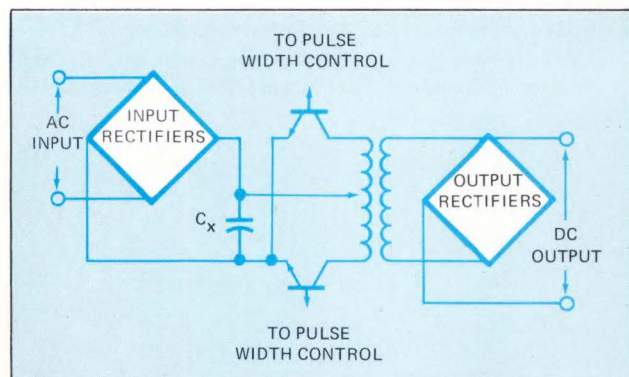 TO PULSE
WIDTH CONTROL
AC
INPUT
INPUT
RECTIFIERS
Cx
OUTPUT
RECTIFIERS
DC
OUTPUT
TO PULSE
WIDTH CONTROL